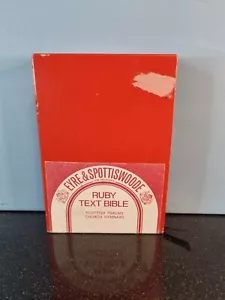 EYRE & SPOTTISWOODE
RUBY
TEXT BIBLE
SCOTTISH PSALMS
CHURCH HYMNARY